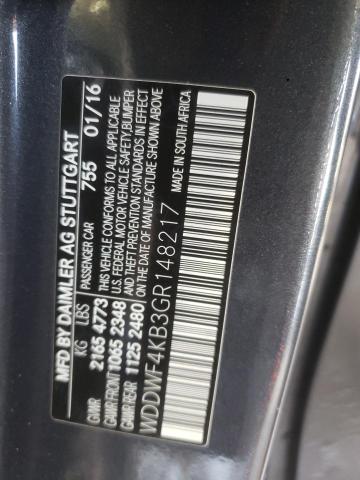 MFD BY DAIMLER AG STUTTGART
PASSENGER CAR 755 01/16
KG LBS
GVWR 2165 4773
GAWR FRONT 1065 2348
GAWR REAR 1125 2480
THIS VEHICLE CONFORMS TO ALL APPLICABLE
U.S. FEDERAL MOTOR VEHICLE SAFETY,BUMPER
AND THEFT PREVENTION STANDARDS IN EFFECT
ON THE DATE OF MANUFACTURE SHOWN ABOVE.
MADE IN SOUTH AFRICA
WDDWF4KB3GR148217